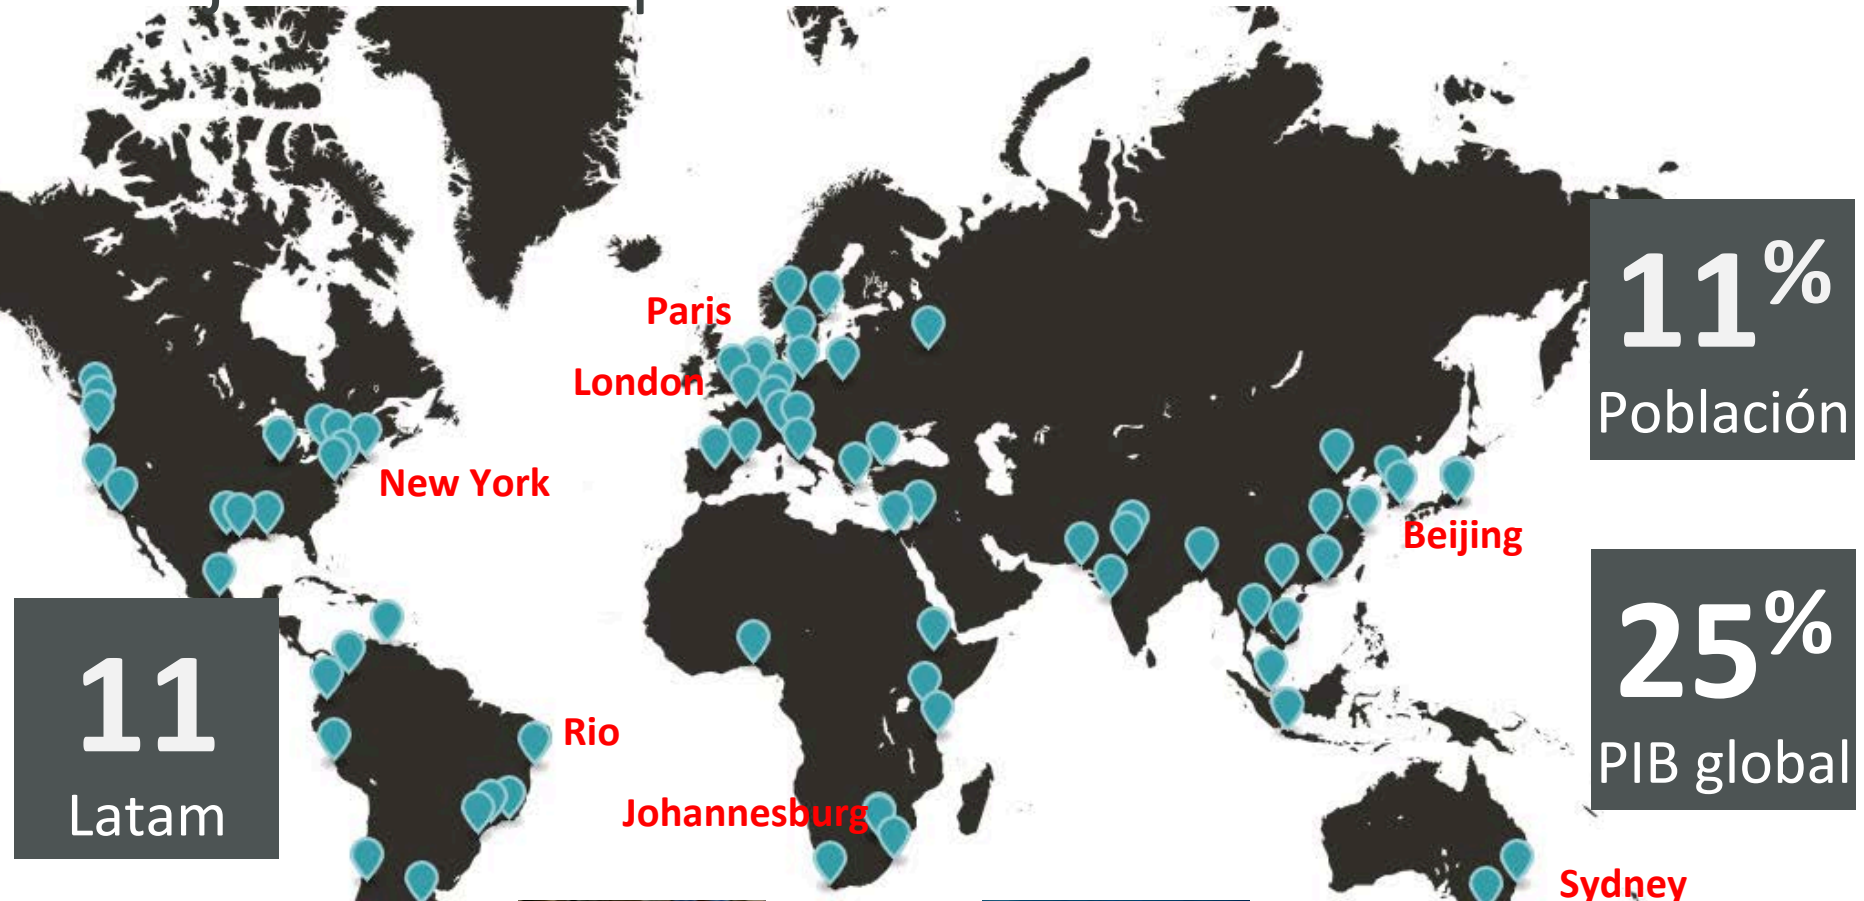 Paris
London
New York
Beijing
Rio
Johannesburg
Sydney
11%
Población
25%
PIB global
11
Latam